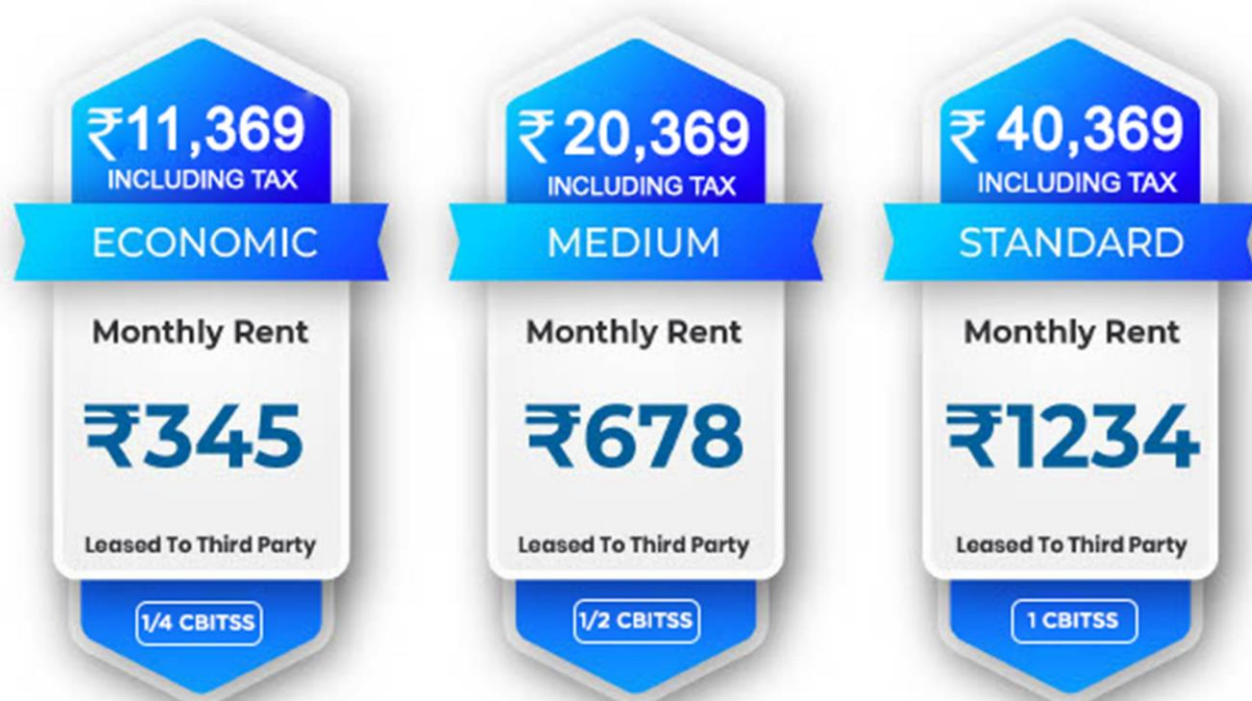 ₹11,369
INCLUDING TAX
ECONOMIC
Monthly Rent
₹345
Leased To Third Party
1/4 CBITSS
₹ 20,369
INCLUDING TAX
MEDIUM
Monthly Rent
₹678
Leased To Third Party
1/2 CBITSS
₹ 40,369
INCLUDING TAX
STANDARD
Monthly Rent
₹1234
Leased To Third Party
1 CBITSS